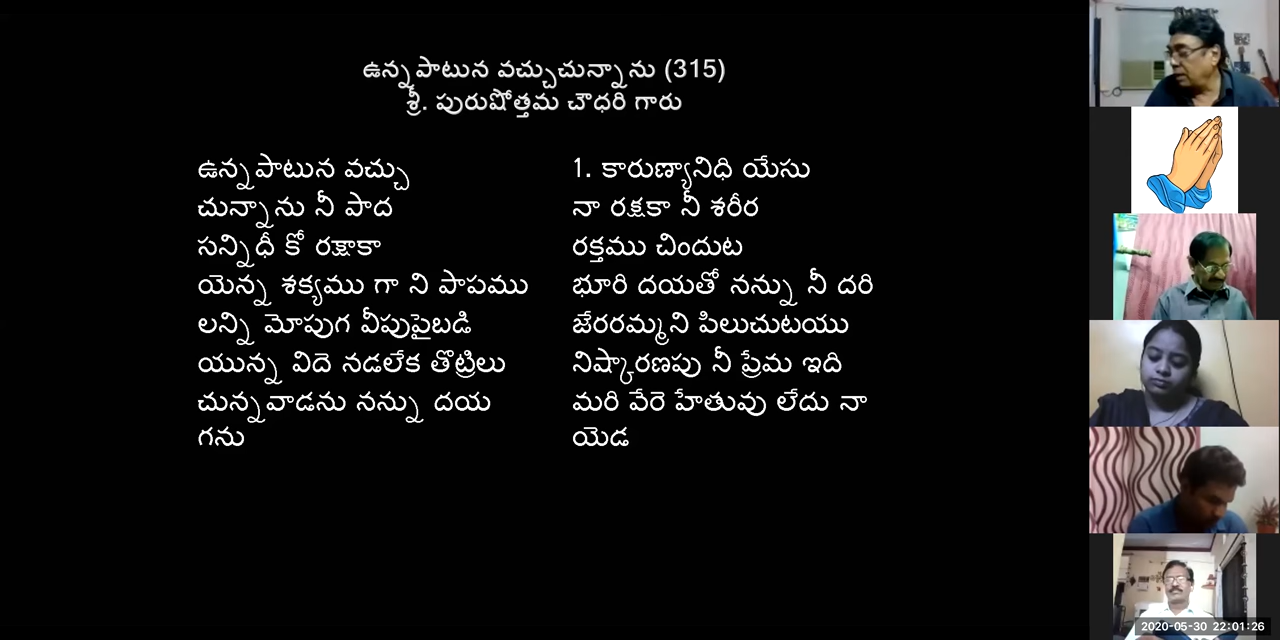 ఉన్న పాటున వచ్చుచున్నాను (315)
శ్రీ. పురుషోత్తమ చౌధరి గారు
ఉన్న పాటున వచ్చు
చున్నాను నీ పాద
సన్నిధీ కో రక్షకా
యెన్న శక్యము గా ని పాపము
లన్ని మోపుగ వీపుపైబడి
యున్న విదె నడలేక తొట్రిలు
చున్నవాడను నన్ను దయ
గను
1. కారుణ్యానిధి యేసు
నా రక్షకా నీ శరీర
రక్తము చిందుట
భూరి దయతో నన్ను నీ దరి
జేరరమ్మని పిలుచుటయు
నిష్కారణపు నీ ప్రేమ ఇది
మరి వేరె హేతువు లేదు నా
యెడ
2020-05-30 22:01:26